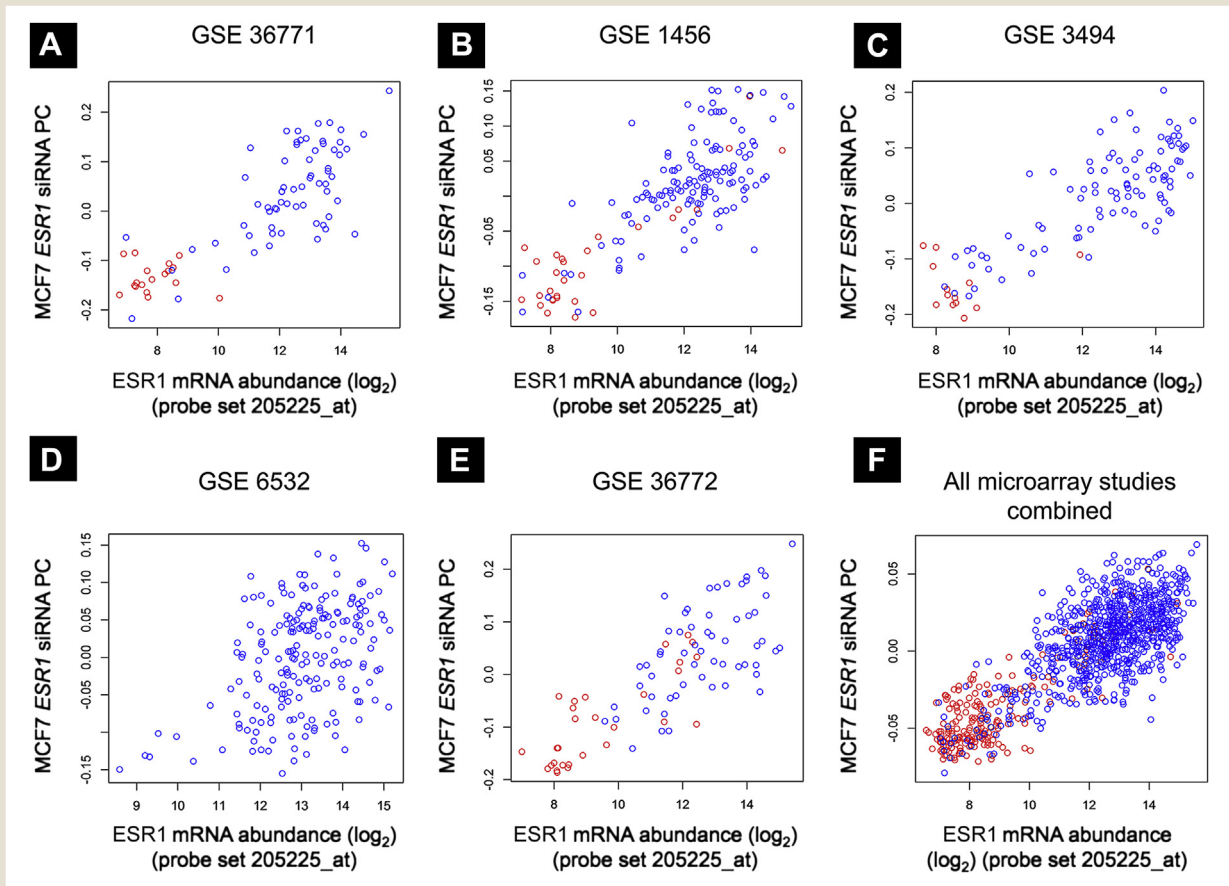 A
GSE 36771
MCF7 ESR1 siRNA PC
0.2
0.1
0.0
-0.1
-0.2
8 10 12 14
ESR1 mRNA abundance (log2)
(probe set 205225_at)
B
GSE 1456
MCF7 ESR1 siRNA PC
0.15
0.05
-0.05
-0.15
8 10 12 14
ESR1 mRNA abundance (log2)
(probe set 205225_at)
C
GSE 3494
MCF7 ESR1 siRNA PC
0.2
0.1
0.0
-0.1
-0.2
8 10 12 14
ESR1 mRNA abundance (log2)
(probe set 205225_at)
D
GSE 6532
MCF7 ESR1 siRNA PC
0.15
0.10
0.05
0.00
-0.05
-0.15
9 10 11 12 13 14 15
ESR1 mRNA abundance (log2)
(probe set 205225_at)
E
GSE 36772
MCF7 ESR1 siRNA PC
0.2
0.1
0.0
-0.1
-0.2
8 10 12 14
ESR1 mRNA abundance (log2)
(probe set 205225_at)
F
All microarray studies
combined
MCF7 ESR1 siRNA PC
0.05
0.00
-0.05
8 10 12 14
ESR1 mRNA abundance
(log2) (probe set 205225_at)